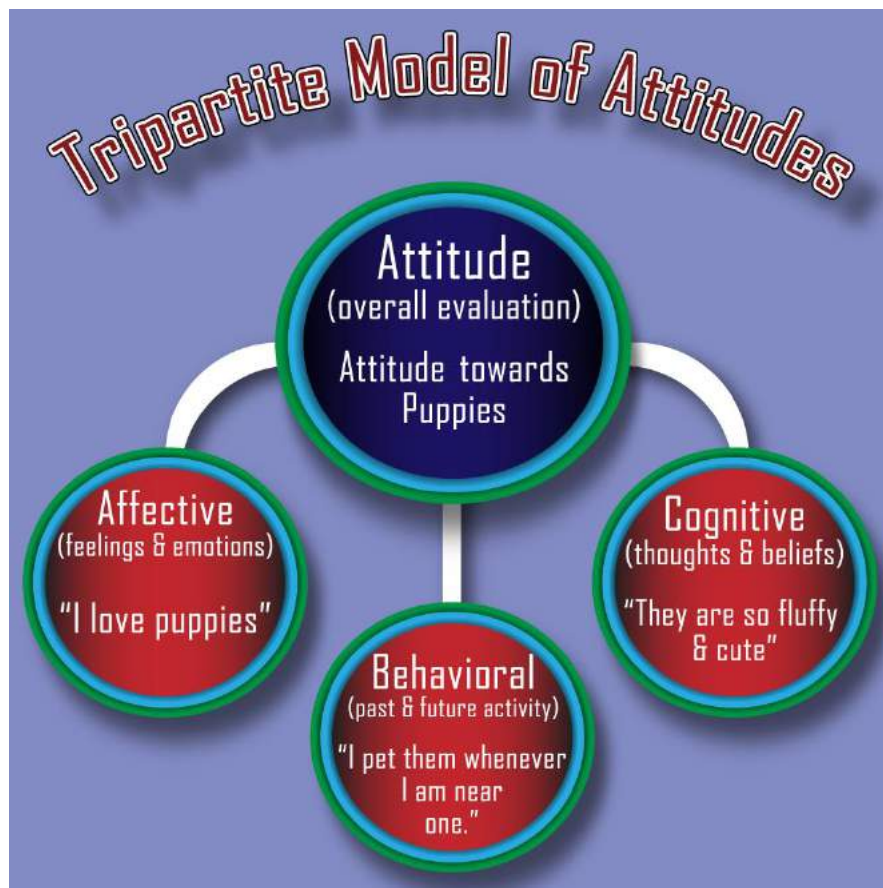 Tripartite Model of Attitudes
Attitude
(overall evaluation)
Attitude towards
Puppies
Affective
(feelings & emotions)
“I love puppies”
Behavioral
(past & future activity)
“I pet them whenever
I am near
one.”
Cognitive
(thoughts & beliefs)
“They are so fluffy
& cute”